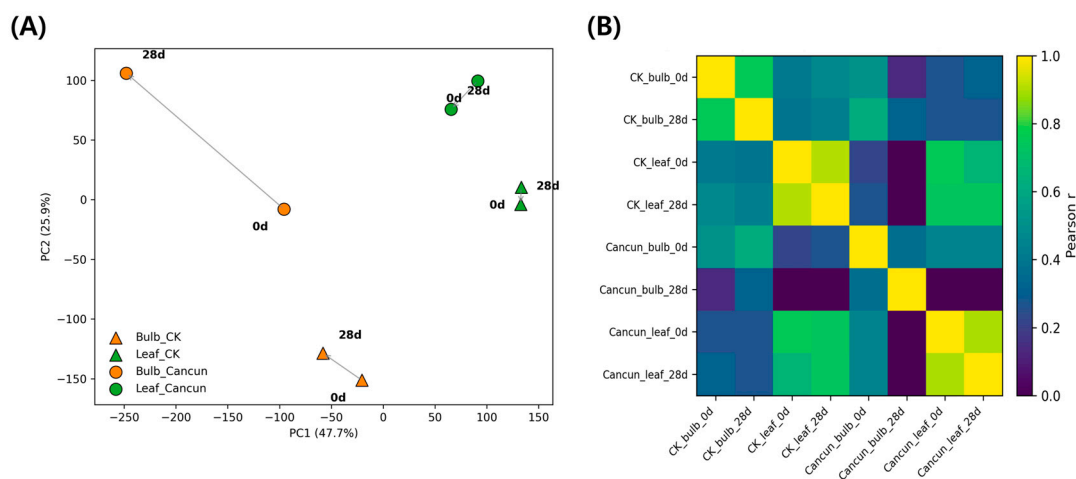 (A)
28d
100
28d
0d
50
28d
0
0d
0d
−50
−100
28d
−150
0d
PC2 (25.9%)
Bulb_CK
Leaf_CK
Bulb_Cancun
Leaf_Cancun
−250 −200 −150 −100 −50 0 50 100 150
PC1 (47.7%)
(B)
CK_bulb_0d
CK_bulb_28d
CK_leaf_0d
CK_leaf_28d
Cancun_bulb_0d
Cancun_bulb_28d
Cancun_leaf_0d
Cancun_leaf_28d
CK_bulb_0d
CK_bulb_28d
CK_leaf_0d
CK_leaf_28d
Cancun_bulb_0d
Cancun_bulb_28d
Cancun_leaf_0d
Cancun_leaf_28d
1.0
0.8
0.6
0.4
0.2
0.0
Pearson r